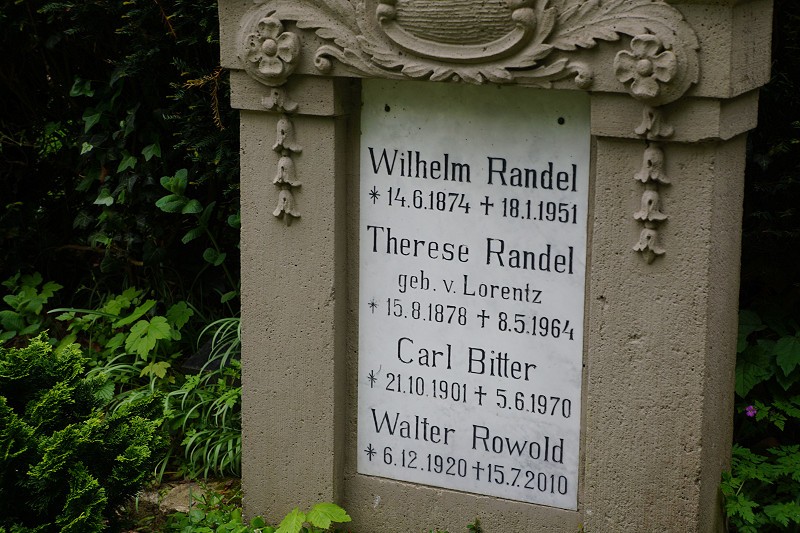 Wilhelm Randel
* 14.6.1874 † 18.1.1951
Therese Randel
geb. v. Lorentz
* 15.8.1878 † 8.5.1964
Carl Bitter
* 21.10.1901 † 5.6.1970
Walter Rowold
* 6.12.1920 † 15.7.2010